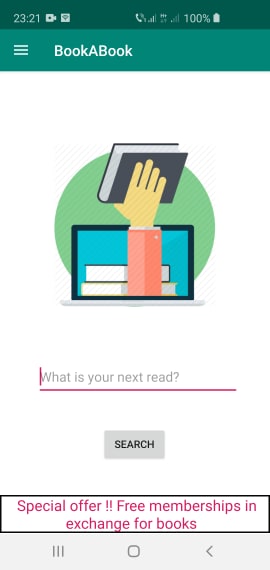 23:21 100%
BookABook
What is your next read?
SEARCH
Special offer !! Free memberships in
exchange for books